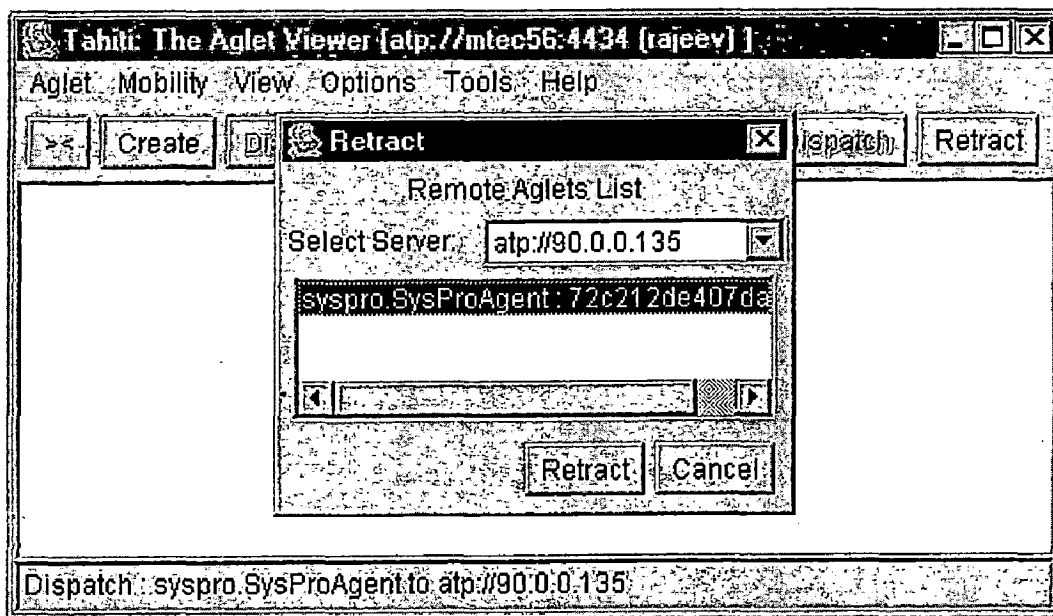 Tahiti: The Aglet Viewer [atp://mtec56:4434 (rajeev) ]
Aglet Mobility View Options Tools Help
>< Create Di ispatch Retract
Retract
Remote Aglets List
Select Server: atp://90.0.0.135
syspro.SysProAgent : 72c212de407da
Retract Cancel
Dispatch : syspro.SysProAgent to atp://90.0.0.135